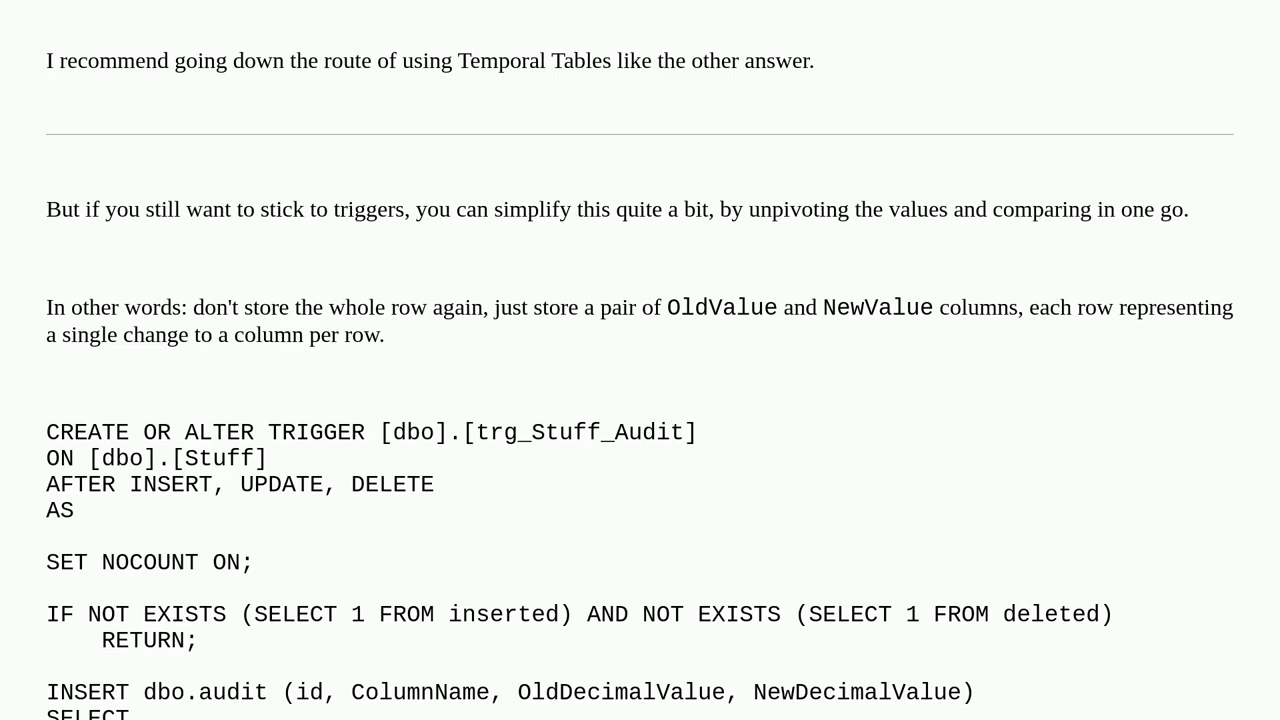 I recommend going down the route of using Temporal Tables like the other answer.
But if you still want to stick to triggers, you can simplify this quite a bit, by unpivoting the values and comparing in one go.
In other words: don't store the whole row again, just store a pair of OldValue and NewValue columns, each row representing
a single change to a column per row.
CREATE OR ALTER TRIGGER [dbo].[trg_Stuff_Audit]
ON [dbo].[Stuff]
AFTER INSERT, UPDATE, DELETE
AS
SET NOCOUNT ON;
IF NOT EXISTS (SELECT 1 FROM inserted) AND NOT EXISTS (SELECT 1 FROM deleted)
    RETURN;
INSERT dbo.audit (id, ColumnName, OldDecimalValue, NewDecimalValue)
SELECT